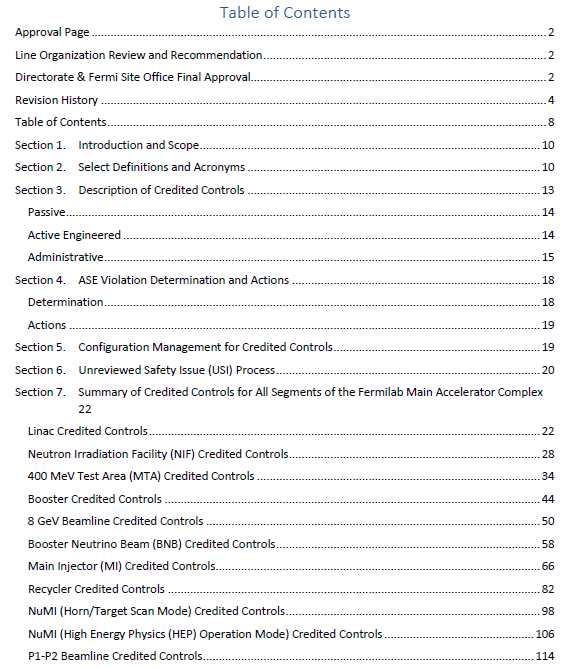 Table of Contents
Approval Page 2
Line Organization Review and Recommendation 2
Directorate & Fermi Site Office Final Approval 2
Revision History 4
Table of Contents 8
Section 1. Introduction and Scope 10
Section 2. Select Definitions and Acronyms 10
Section 3. Description of Credited Controls 13
Passive 14
Active Engineered 14
Administrative 15
Section 4. ASE Violation Determination and Actions 18
Determination 18
Actions 19
Section 5. Configuration Management for Credited Controls 19
Section 6. Unreviewed Safety Issue (USI) Process 20
Section 7. Summary of Credited Controls for All Segments of the Fermilab Main Accelerator Complex
22
Linac Credited Controls 22
Neutron Irradiation Facility (NIF) Credited Controls 28
400 MeV Test Area (MTA) Credited Controls 34
Booster Credited Controls 44
8 GeV Beamline Credited Controls 50
Booster Neutrino Beam (BNB) Credited Controls 58
Main Injector (MI) Credited Controls 66
Recycler Credited Controls 82
NuMI (Horn/Target Scan Mode) Credited Controls 98
NuMI (High Energy Physics (HEP) Operation Mode) Credited Controls 106
P1-P2 Beamline Credited Controls 114